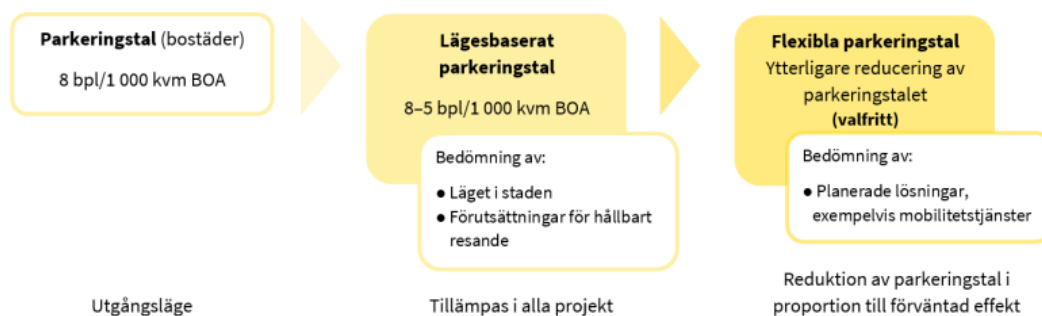 Parkeringstal (bostäder)
8 bpl/1 000 kvm BOA
Utgångsläge
Lägesbaserat
parkeringstal
8–5 bpl/1 000 kvm BOA
Bedömning av:
● Läget i staden
● Förutsättningar för hållbart
resande
Tillämpas i alla projekt
Flexibla parkeringstal
Ytterligare reducering av
parkeringstalet
(valfritt)
Bedömning av:
● Planerade lösningar,
exempelvis mobilitetstjänster
Reduktion av parkeringstal i
proportion till förväntad effekt